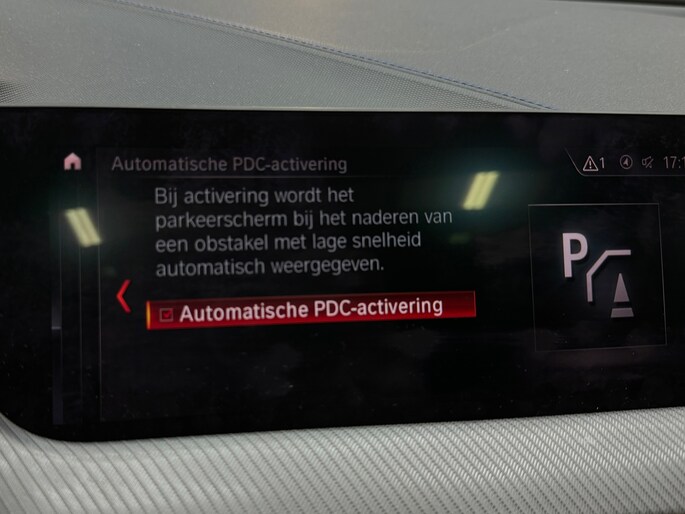 Automatische PDC-activering
1
Bij activering wordt het
parkeerscherm bij het naderen van
een obstakel met lage snelheid
automatisch weergegeven.
Automatische PDC-activering
P